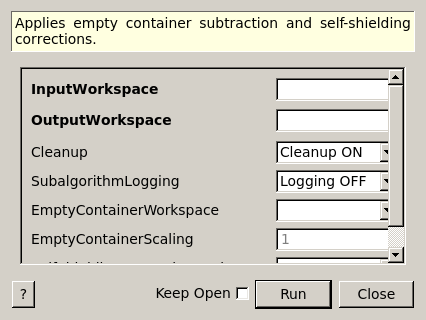 Applies empty container subtraction and self-shielding
corrections.
InputWorkspace
OutputWorkspace
Cleanup Cleanup ON
SubalgorithmLogging Logging OFF
EmptyContainerWorkspace
EmptyContainerScaling 1
? Keep Open Run Close